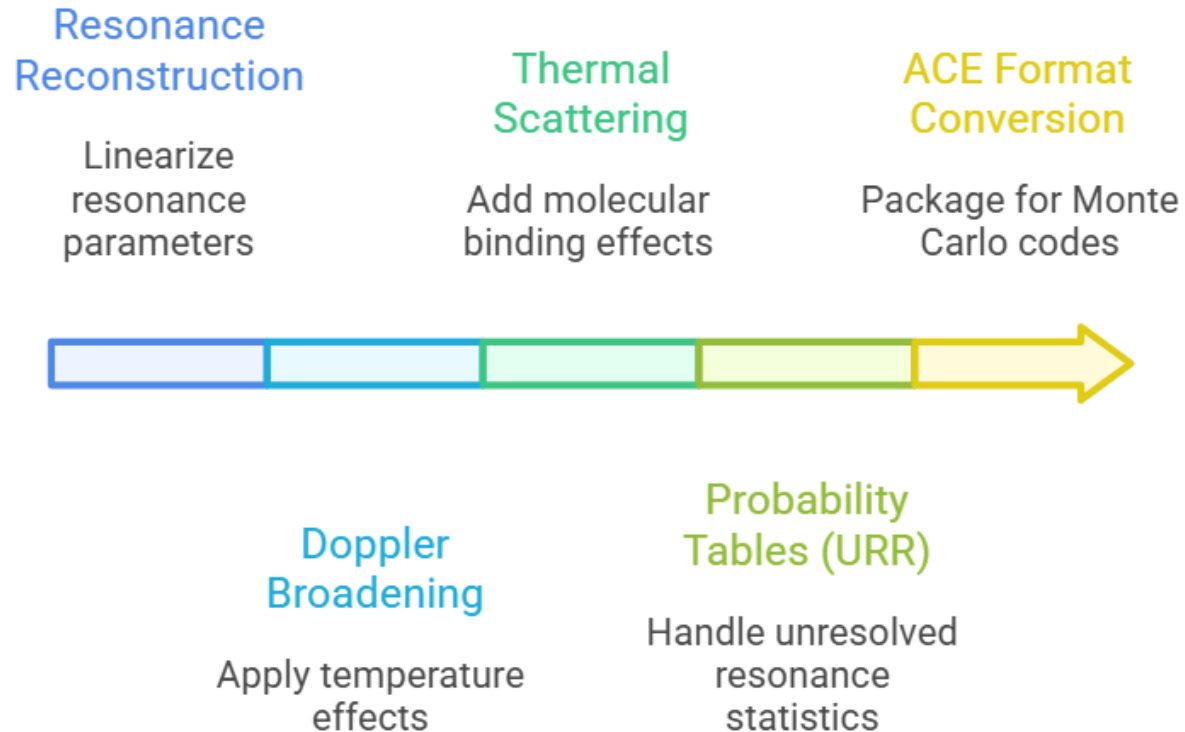 Resonance
Reconstruction
Linearize
resonance
parameters
Doppler
Broadening
Apply temperature
effects
Thermal
Scattering
Add molecular
binding effects
Probability
Tables (URR)
Handle unresolved
resonance
statistics
ACE Format
Conversion
Package for Monte
Carlo codes